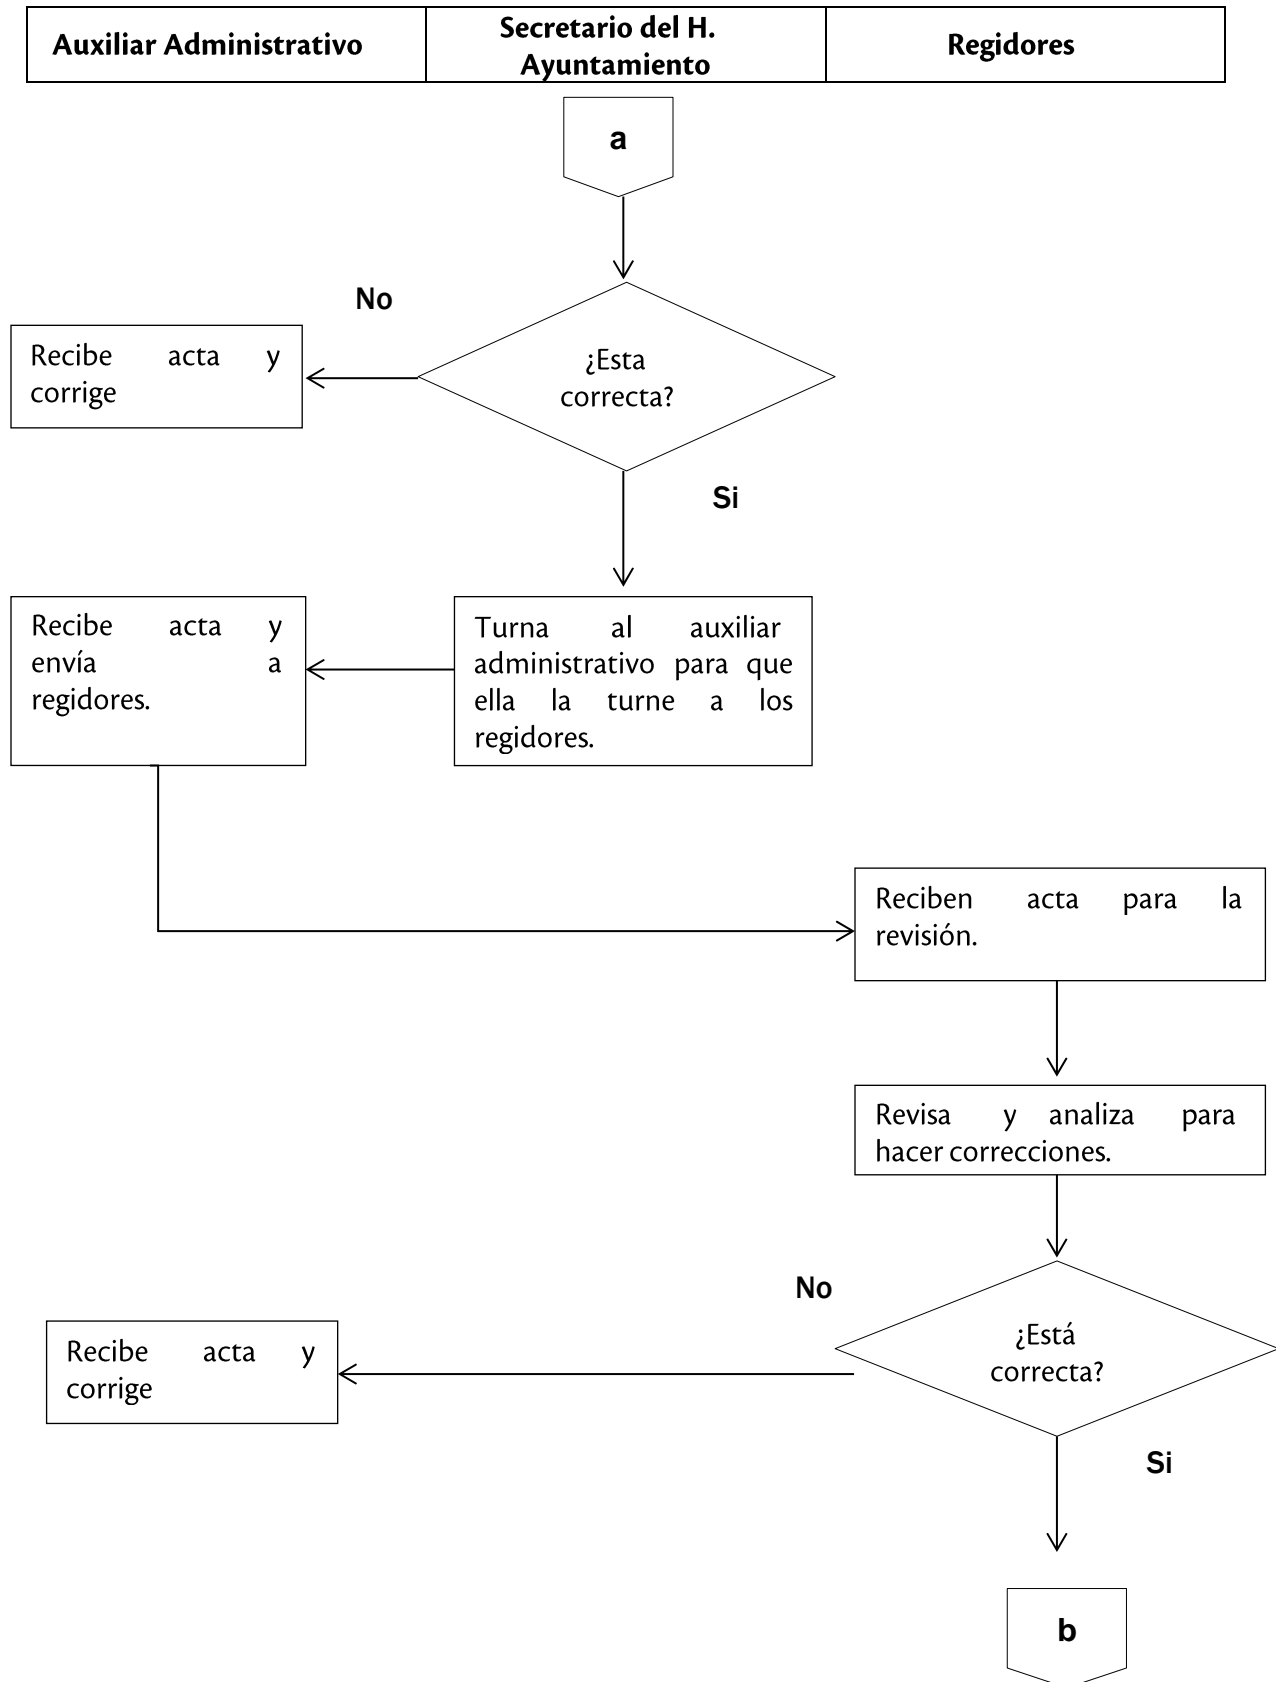 Auxiliar Administrativo
Secretario del H.
Ayuntamiento
Regidores
a
No
¿Esta
correcta?
Recibe acta y
corrige
Si
Recibe acta y
envía a
regidores.
Turna al auxiliar
administrativo para que
ella la turne a los
regidores.
Reciben acta para la
revisión.
Revisa y analiza para
hacer correcciones.
No
¿Está
correcta?
Recibe acta y
corrige
Si
b